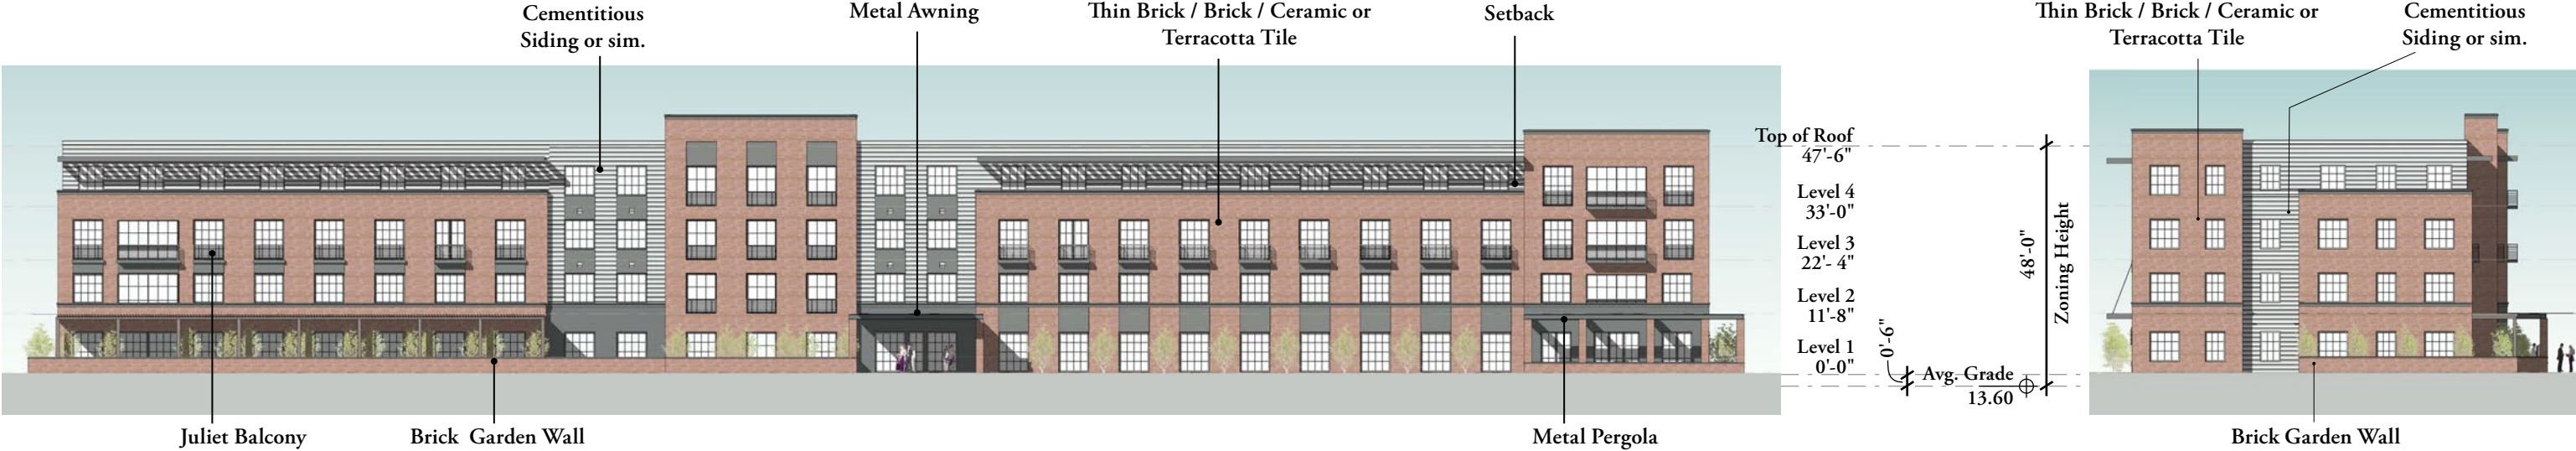 Cementitious
Siding or sim.
Metal Awning
Thin Brick / Brick / Ceramic or
Terracotta Tile
Setback
Thin Brick / Brick / Ceramic or
Terracotta Tile
Cementitious
Siding or sim.
Top of Roof
47'-6"
Level 4
33'-0"
Level 3
22'- 4"
Level 2
11'-8"
Level 1
0'-0"
0'-6"
Avg. Grade
13.60
48'-0"
Zoning Height
Juliet Balcony
Brick Garden Wall
Metal Pergola
Brick Garden Wall